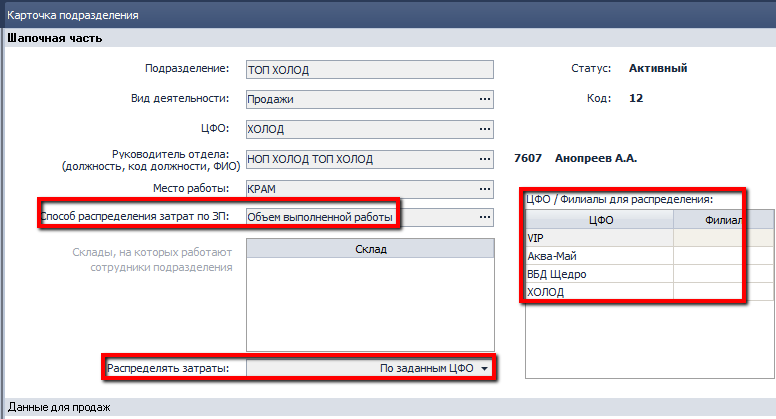 Карточка подразделения
Шапочная часть
Подразделение: ТОП ХОЛОД Статус: Активный
Вид деятельности: Продажи ... Код: 12
ЦФО: ХОЛОД ...
Руководитель отдела:
(должность, код должности, ФИО) НОП ХОЛОД ТОП ХОЛОД ... 7607 Анопреев А.А.
Место работы: КРАМ ...
ЦФО / Филиалы для распределения:
Способ распределения затрат по ЗП: Объем выполненной работы ...
ЦФО Филиал
VIP
Аква-Май
ВБД Щедро
ХОЛОД
Склады, на которых работают
сотрудники подразделения
Склад
Распределять затраты: По заданным ЦФО
Данные для продаж